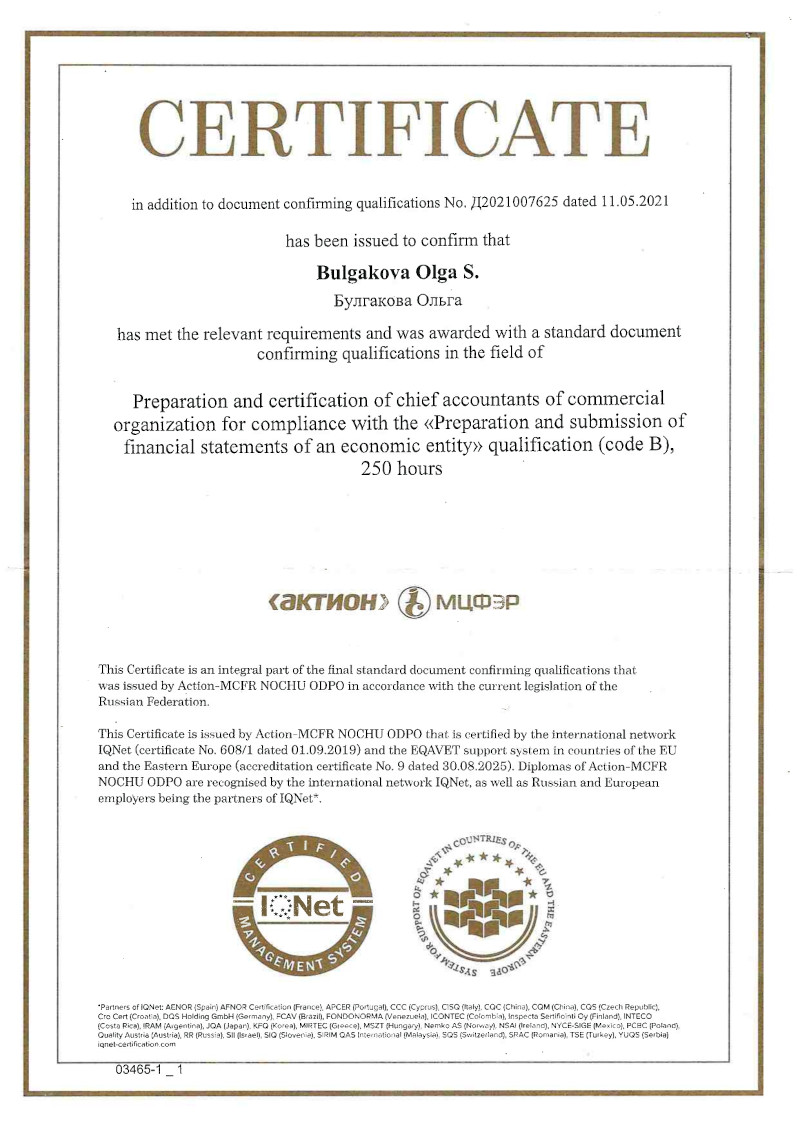 CERTIFICATE
in addition to document confirming qualifications No. Д2021007625 dated 11.05.2021
has been issued to confirm that
Bulgakova Olga S.
Булгакова Ольга
has met the relevant requirements and was awarded with a standard document
confirming qualifications in the field of
Preparation and certification of chief accountants of commercial
organization for compliance with the «Preparation and submission of
financial statements of an economic entity» qualification (code B),
250 hours
‹актион› МЦФЭР
This Certificate is an integral part of the final standard document confirming qualifications that
was issued by Action-MCFR NOCHU ODPO in accordance with the current legislation of the
Russian Federation.
This Certificate is issued by Action-MCFR NOCHU ODPO that is certified by the international network
IQNet (certificate No. 608/1 dated 01.09.2019) and the EQAVET support system in countries of the EU
and the Eastern Europe (accreditation certificate No. 9 dated 30.08.2025). Diplomas of Action-MCFR
NOCHU ODPO are recognised by the international network IQNet, as well as Russian and European
employers being the partners of IQNet*.
CERTIFIED
IQNet
MANAGEMENT SYSTEM
SYSTEM FOR SUPPORT OF EQAVET IN COUNTRIES OF THE EU AND THE EASTERN EUROPE
*Partners of IQNet: AENOR (Spain) AFNOR Certification (France), APCER (Portugal), CCC (Cyprus), CISQ (Italy), CQC (China), CQM (China), CQS (Czech Republic),
Cro Cert (Croatia), DQS Holding GmbH (Germany), FCAV (Brazil), FONDONORMA (Venezuela), ICONTEC (Colombia), Inspecta Sertifiointi Oy (Finland), INTECO
(Costa Rica), IRAM (Argentina), JQA (Japan), KFQ (Korea), MIRTEC (Greece), MSZT (Hungary), Nemko AS (Norway), NSAI (Ireland), NYCE-SIGE (Mexico), PCBC (Poland),
Quality Austria (Austria), RR (Russia), SII (Israel), SIQ (Slovenia), SIRIM QAS International (Malaysia), SQS (Switzerland), SRAC (Romania), TSE (Turkey), YUQS (Serbia)
iqnet-certification.com
03465-1 _ 1